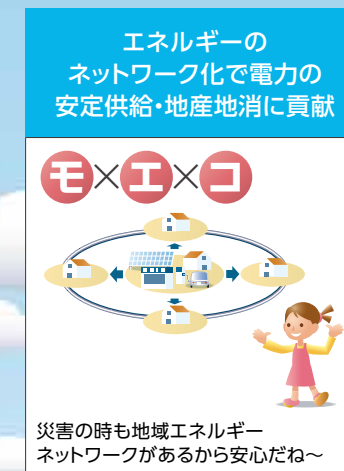 エネルギーの
ネットワーク化で電力の
安定供給・地産地消に貢献
モ×エ×コ
災害の時も地域エネルギー
ネットワークがあるから安心だね～